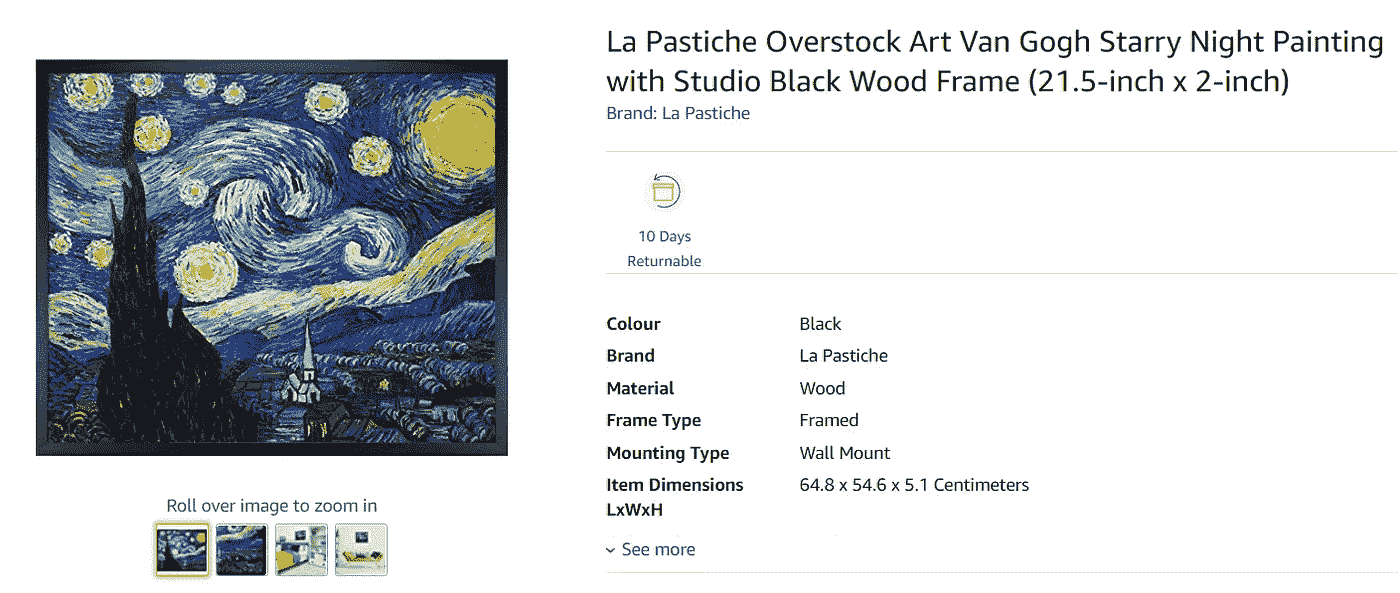 La Pastiche Overstock Art Van Gogh Starry Night Painting
with Studio Black Wood Frame (21.5-inch x 2-inch)
Brand: La Pastiche
10 Days
Returnable
Colour Black
Brand La Pastiche
Material Wood
Frame Type Framed
Mounting Type Wall Mount
Item Dimensions 64.8 x 54.6 x 5.1 Centimeters
LxWxH
See more
Roll over image to zoom in